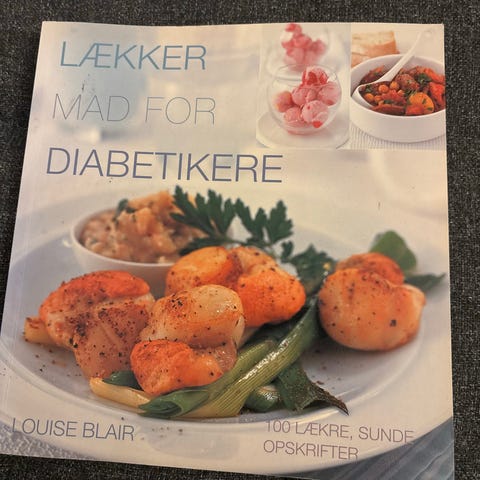 LÆKKER
MAD FOR
DIABETIKERE
LOUISE BLAIR
100 LÆKRE, SUNDE
OPSKRIFTER